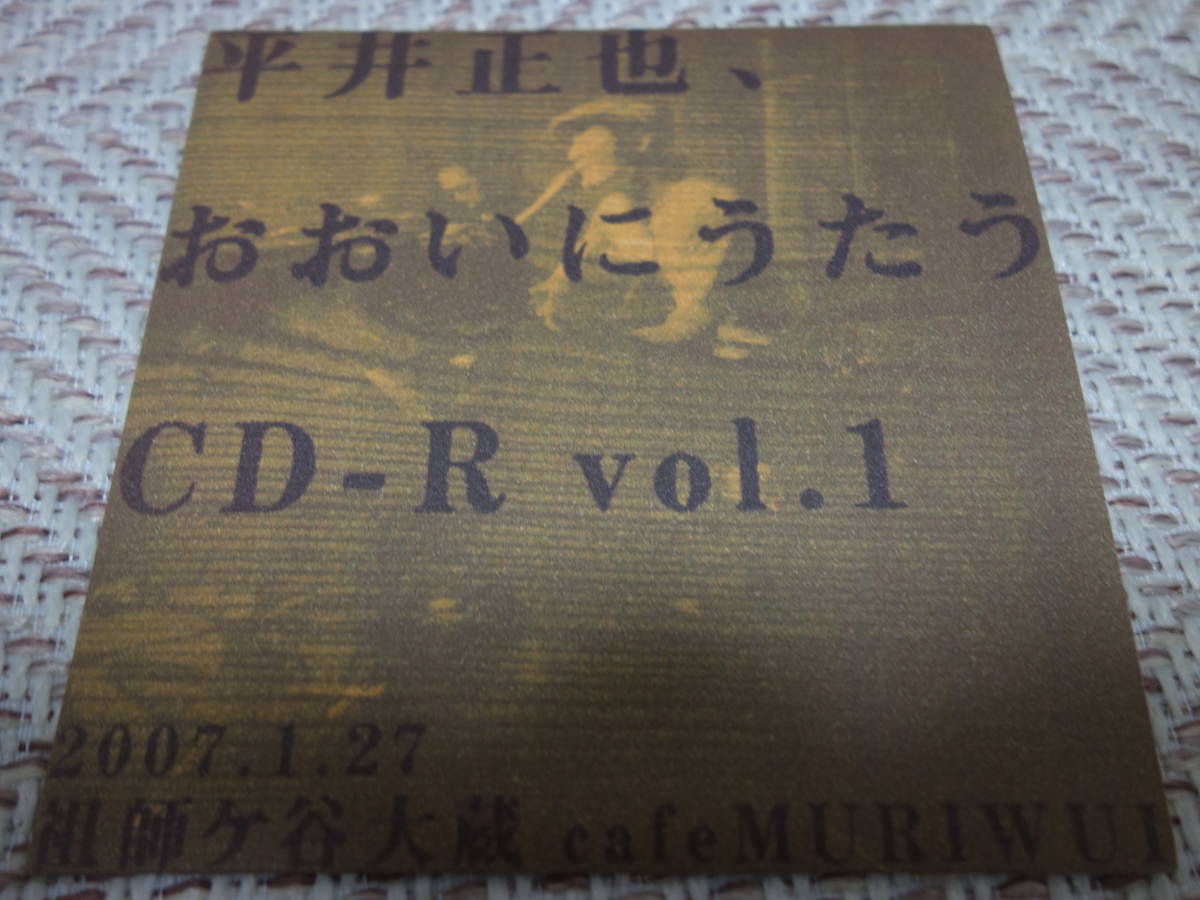 平井正也、
おおいにうたう
CD-R vol.1
2007.1.27
祖師ケ谷大蔵 cafeMURIWUI